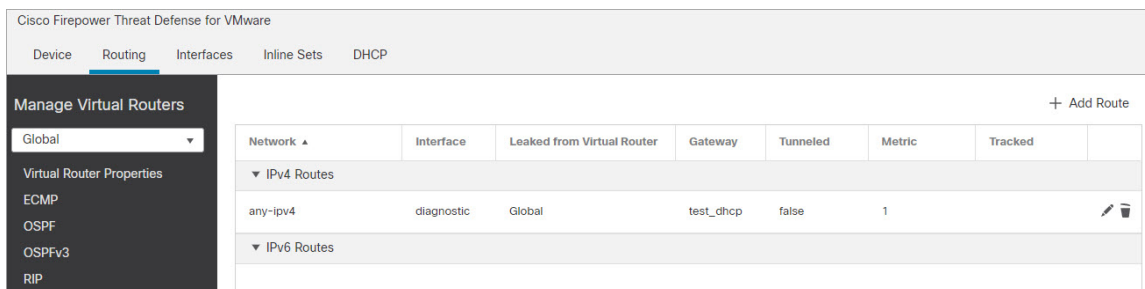 Cisco Firepower Threat Defense for VMware
Device Routing Interfaces Inline Sets DHCP
Manage Virtual Routers
Global
Virtual Router Properties
ECMP
OSPF
OSPFv3
RIP
+ Add Route
Network Interface Leaked from Virtual Router Gateway Tunneled Metric Tracked
IPv4 Routes
any-ipv4 diagnostic Global test_dhcp false 1
IPv6 Routes